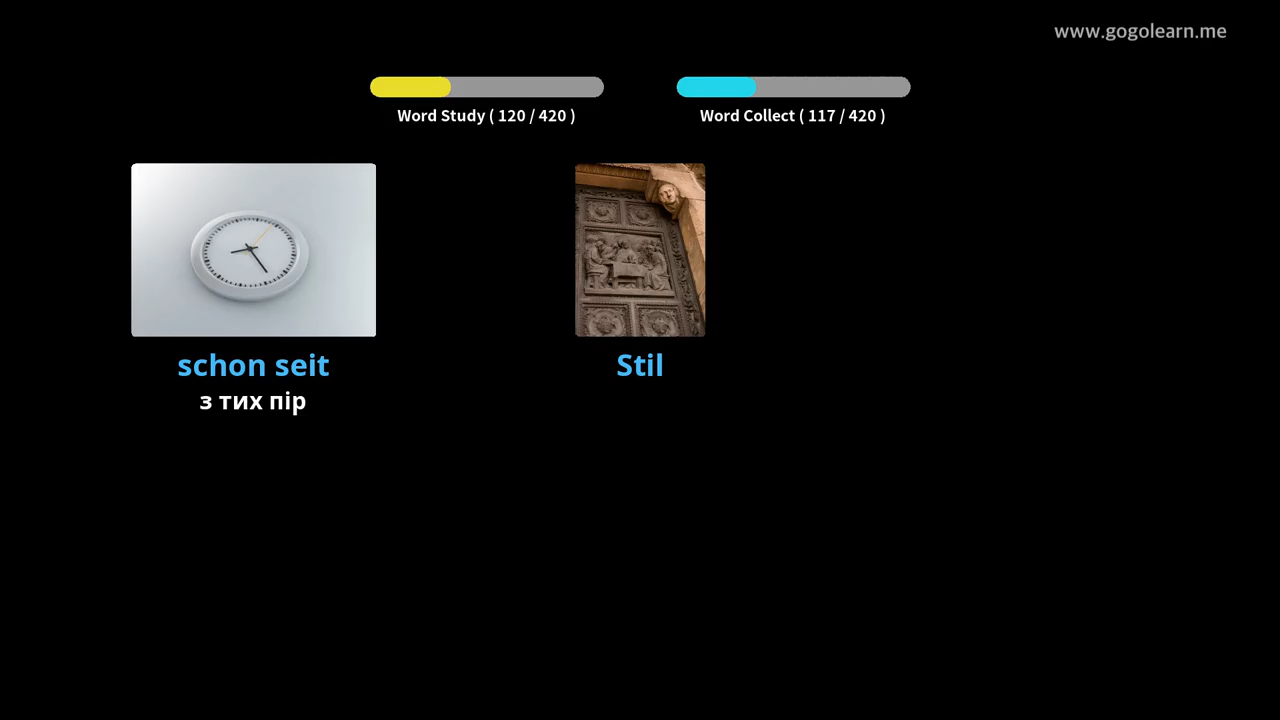 www.gogolearn.me
Word Study ( 120 / 420 )
Word Collect ( 117 / 420 )
schon seit
з тих пір
Stil